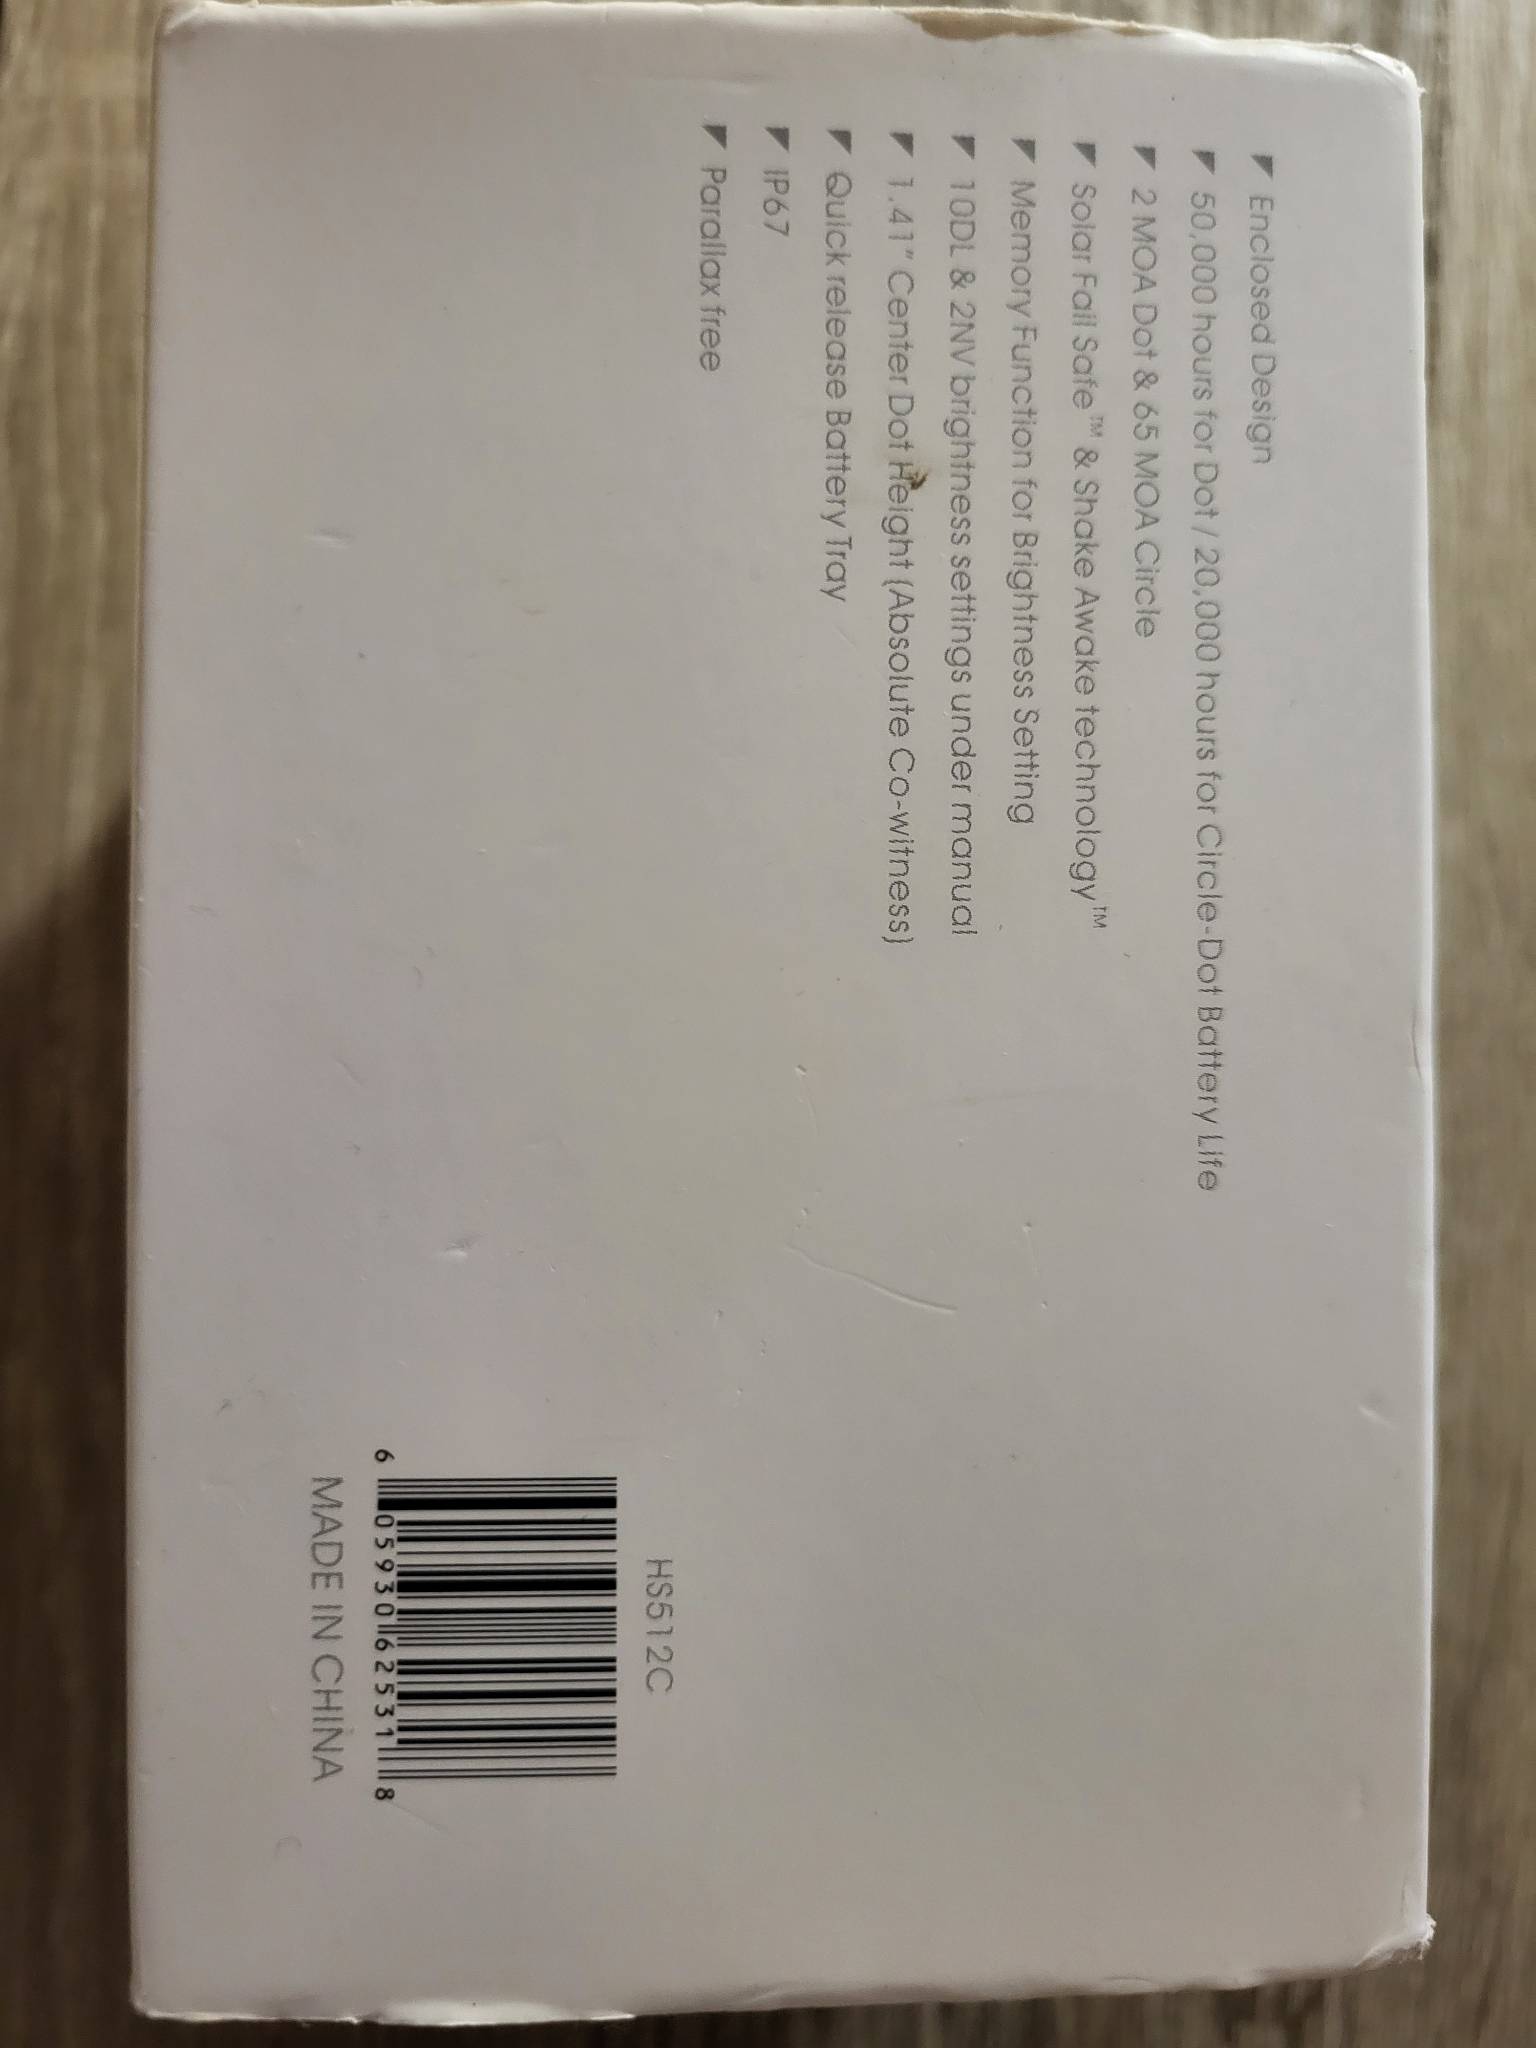 Enclosed Design
50,000 hours for Dot / 20,000 hours for Circle-Dot Battery Life
2 MOA Dot & 65 MOA Circle
Solar Fail Safe™ & Shake Awake technology™
Memory Function for Brightness Setting
10DL & 2NV brightness settings under manual
1.41" Center Dot Height (Absolute Co-witness)
Quick release Battery Tray
IP67
Parallax free
HS512C
6 05930 62531 8
MADE IN CHINA